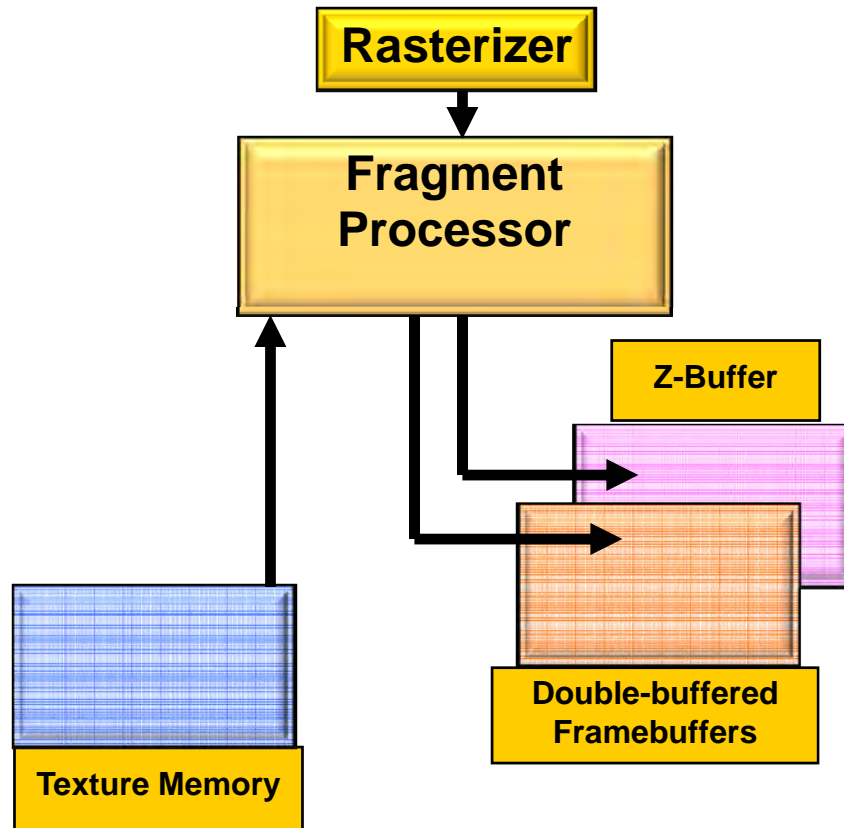 Rasterizer
Fragment
Processor
Z-Buffer
Double-buffered
Framebuffers
Texture Memory